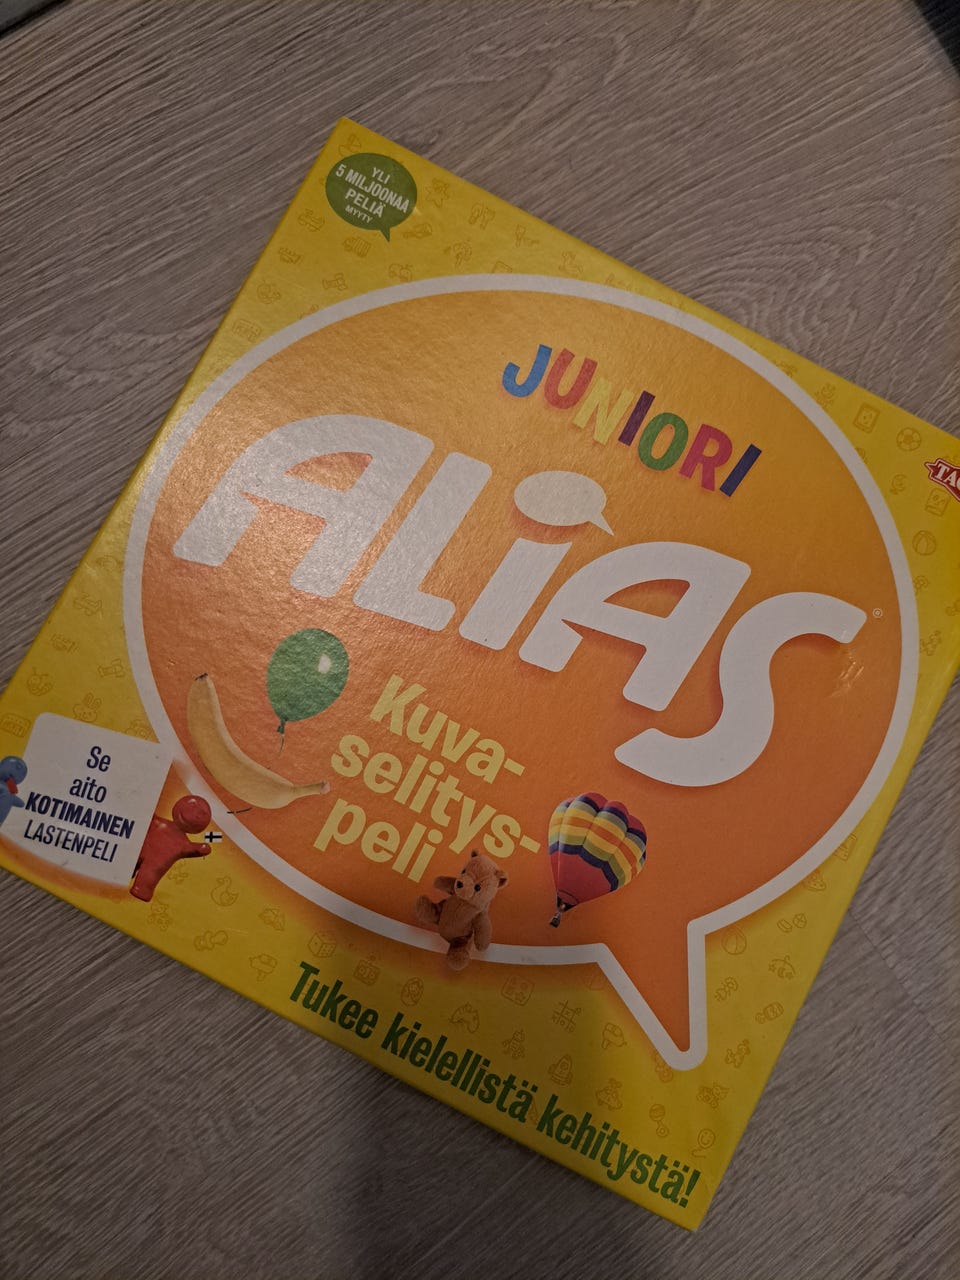 YLI
5 MILJOONAA
PELIÄ
MYYTY
JUNIORI
ALiAS®
Kuva-
selitys-
peli
Se
aito
KOTIMAINEN
LASTENPELI
Tukee kielellistä kehitystä!